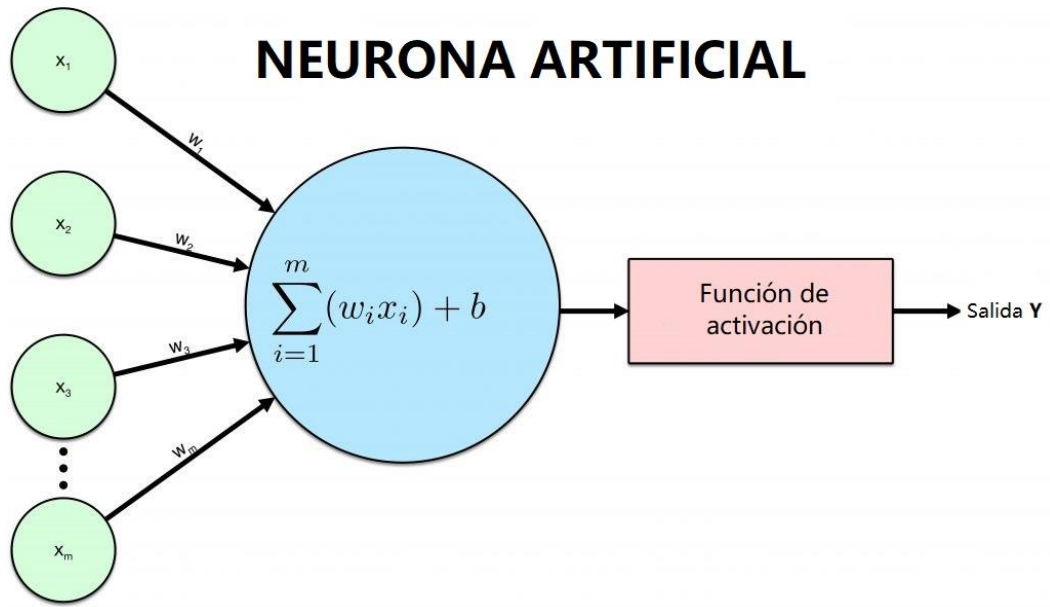 NEURONA ARTIFICIAL
x₁
w₁
x₂
w₂
x₃
w₃
xₘ
wₘ
m
∑(wᵢxᵢ) + b
i=1
Función de
activación
Salida Y